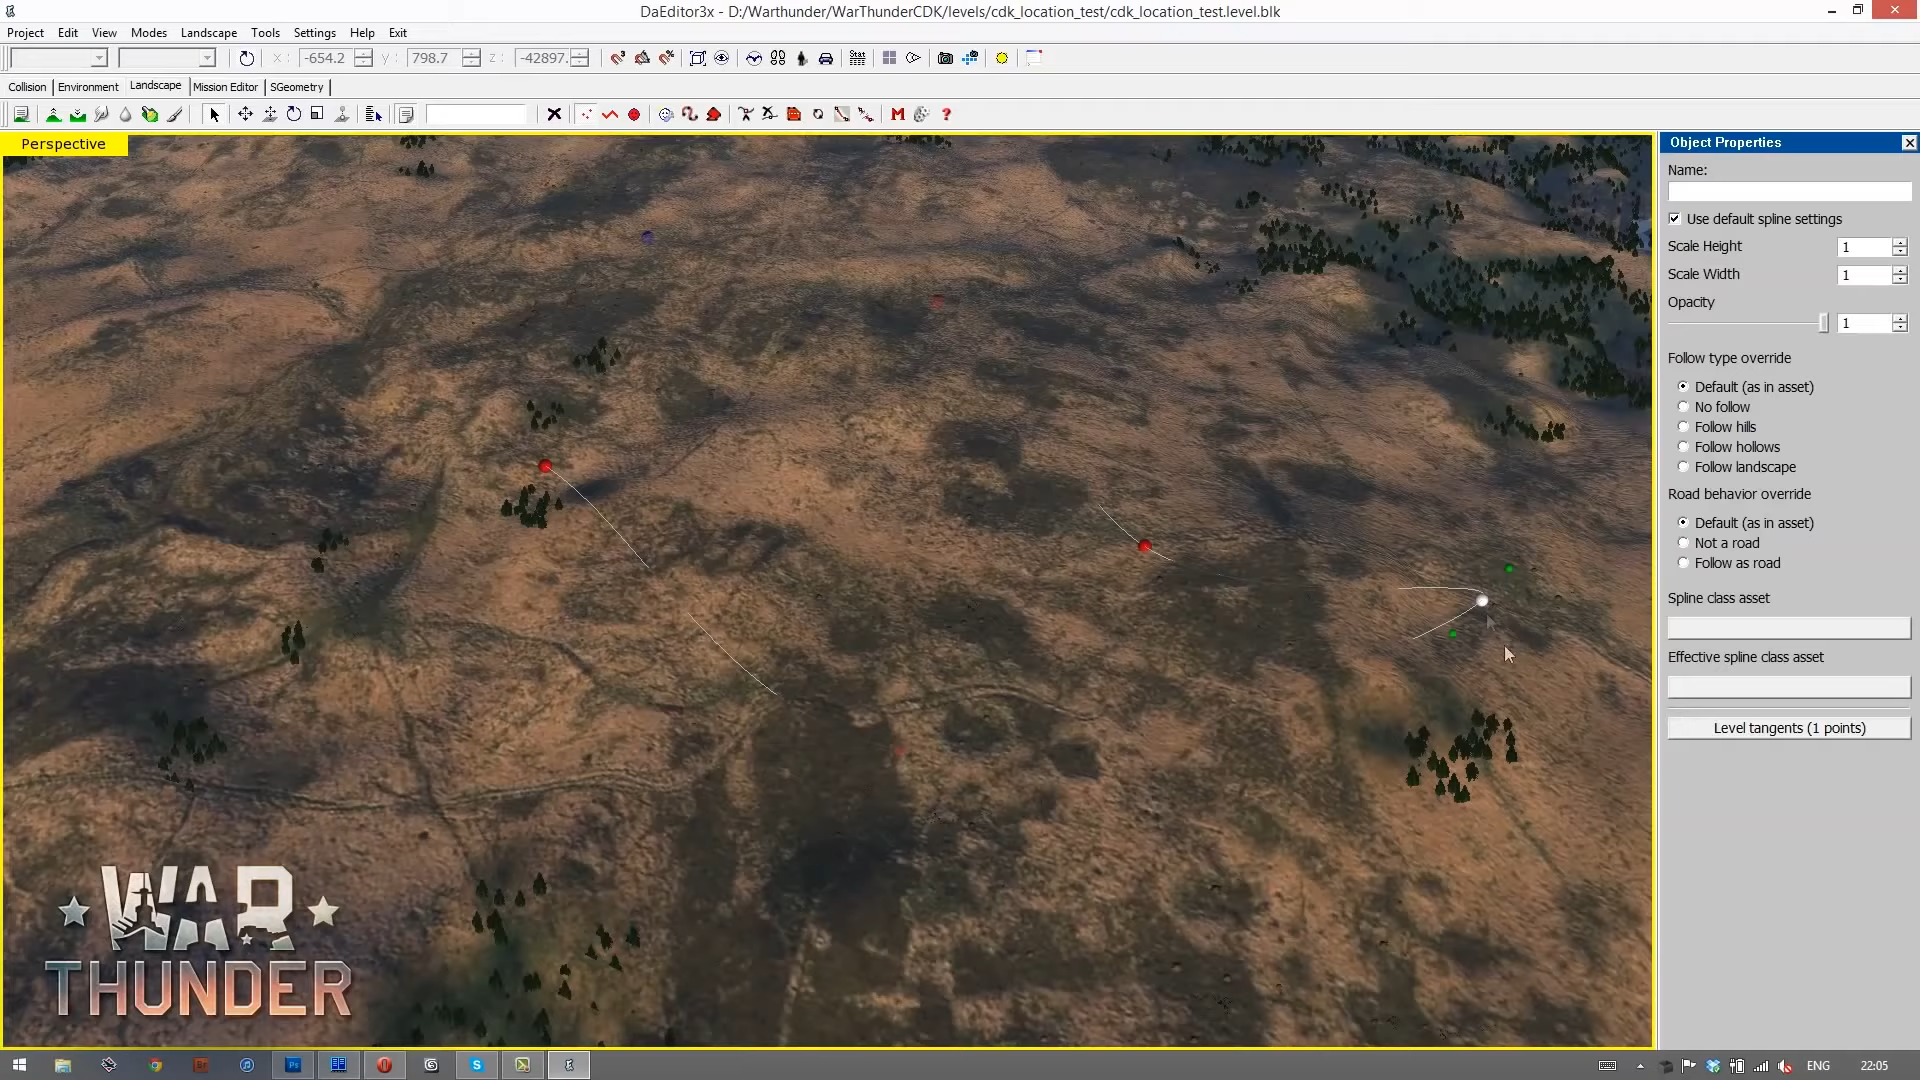 DaEditor3x - D:/Warthunder/WarThunderCDK/levels/cdk_location_test/cdk_location_test.level.blk
Project Edit View Modes Landscape Tools Settings Help Exit
x : -654.2 y : 798.7 z : -42897. Stat
Collision Environment Landscape Mission Editor SGeometry
M ?
Perspective
Object Properties
Name:
Use default spline settings
Scale Height 1
Scale Width 1
Opacity
1
Follow type override
Default (as in asset)
No follow
Follow hills
Follow hollows
Follow landscape
Road behavior override
Default (as in asset)
Not a road
Follow as road
Spline class asset
Effective spline class asset
Level tangents (1 points)
WAR
THUNDER
Ps
ENG 22:05